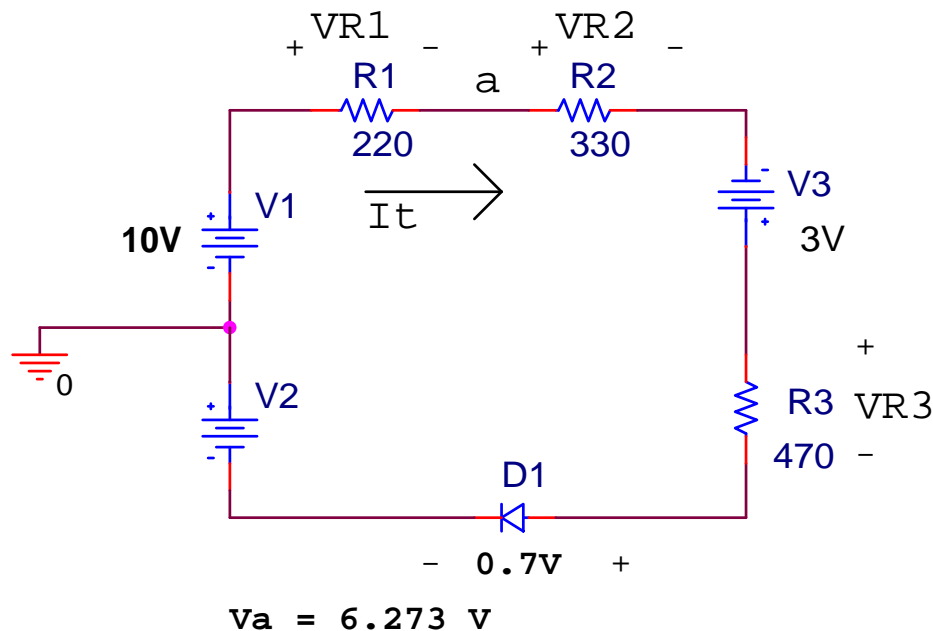 + VR1 - + VR2 -
R1 a R2
220 330
It
+ V1 - V3
10V
- + 3V
0
+
+ V2 R3 VR3
- 470 -
D1
- 0.7V +
Va = 6.273 V